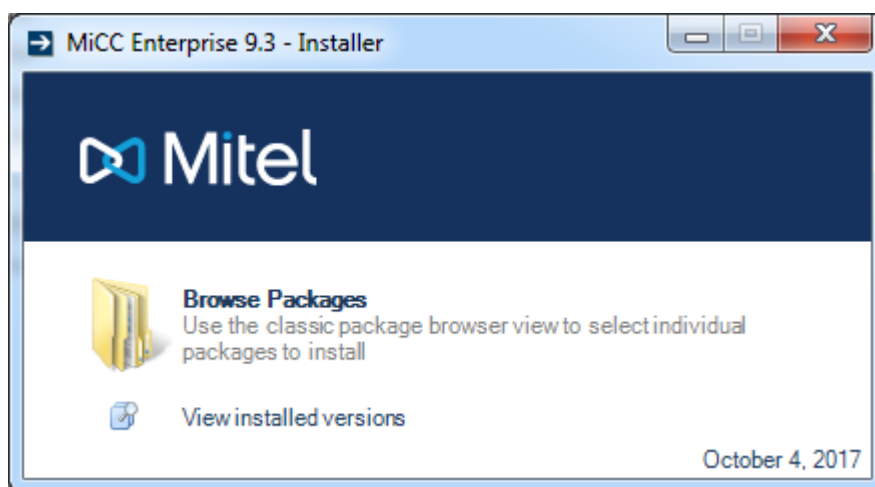 MiCC Enterprise 9.3 - Installer
Mitel
Browse Packages
Use the classic package browser view to select individual
packages to install
View installed versions
October 4, 2017